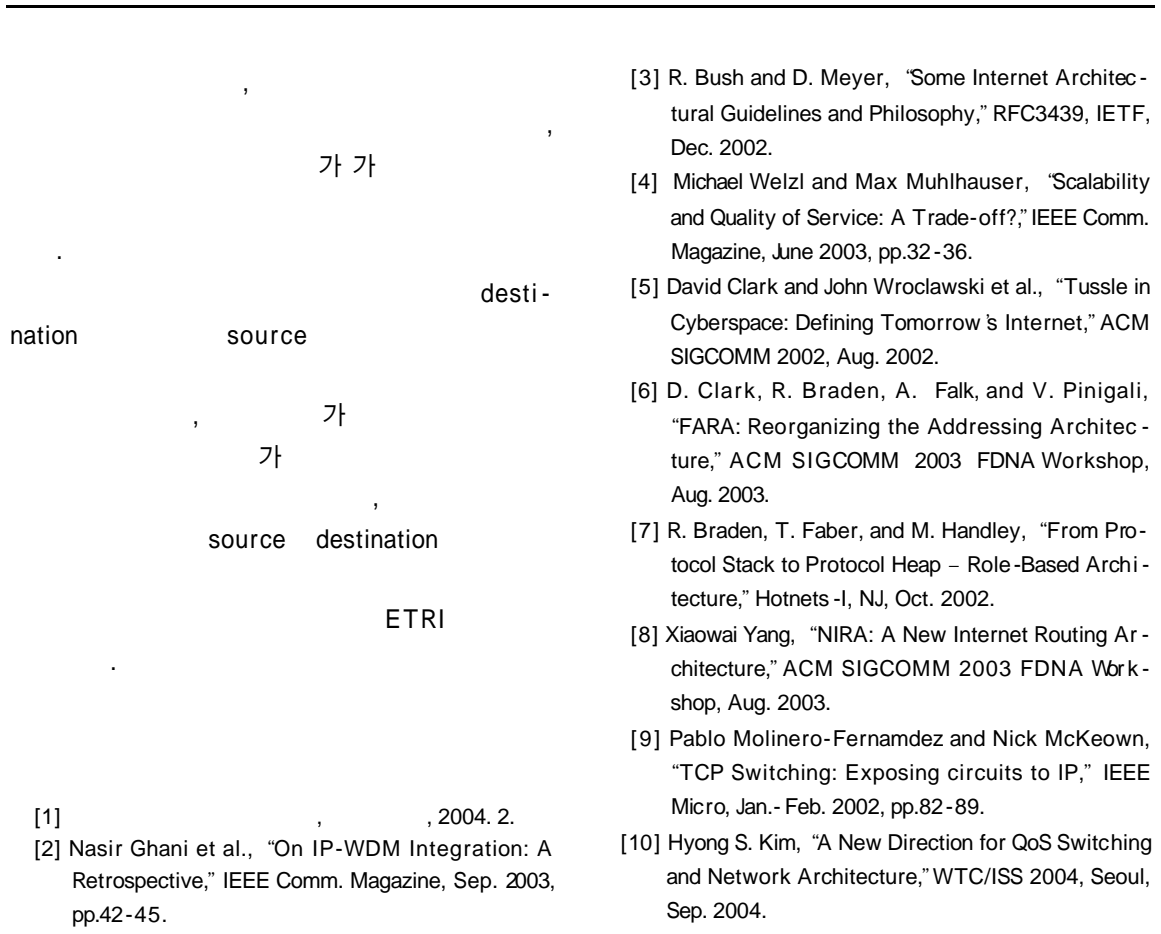 ,
,
가 가
.
desti-
nation source
, 가
가
,
source destination
ETRI
.
[1] , , 2004. 2.
[2] Nasir Ghani et al., “On IP-WDM Integration: A
Retrospective,” IEEE Comm. Magazine, Sep. 2003,
pp.42-45.
[3] R. Bush and D. Meyer, “Some Internet Architec-
tural Guidelines and Philosophy,” RFC3439, IETF,
Dec. 2002.
[4] Michael Welzl and Max Muhlhauser, “Scalability
and Quality of Service: A Trade-off?,” IEEE Comm.
Magazine, June 2003, pp.32-36.
[5] David Clark and John Wroclawski et al., “Tussle in
Cyberspace: Defining Tomorrow’s Internet,” ACM
SIGCOMM 2002, Aug. 2002.
[6] D. Clark, R. Braden, A. Falk, and V. Pinigali,
“FARA: Reorganizing the Addressing Architec-
ture,” ACM SIGCOMM 2003 FDNA Workshop,
Aug. 2003.
[7] R. Braden, T. Faber, and M. Handley, “From Pro-
tocol Stack to Protocol Heap – Role-Based Archi-
tecture,” Hotnets-I, NJ, Oct. 2002.
[8] Xiaowai Yang, “NIRA: A New Internet Routing Ar-
chitecture,” ACM SIGCOMM 2003 FDNA Work-
shop, Aug. 2003.
[9] Pablo Molinero-Fernamdez and Nick McKeown,
“TCP Switching: Exposing circuits to IP,” IEEE
Micro, Jan.- Feb. 2002, pp.82-89.
[10] Hyong S. Kim, “A New Direction for QoS Switching
and Network Architecture,” WTC/ISS 2004, Seoul,
Sep. 2004.